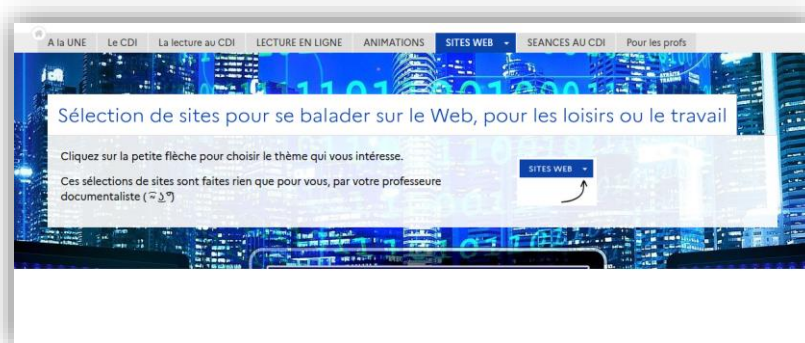 A la UNE Le CDI La lecture au CDI LECTURE EN LIGNE ANIMATIONS SITES WEB SEANCES AU CDI Pour les profs
Sélection de sites pour se balader sur le Web, pour les loisirs ou le travail
Cliquez sur la petite flèche pour choisir le thème qui vous intéresse.
SITES WEB
Ces sélections de sites sont faites rien que pour vous, par votre professeure
documentaliste